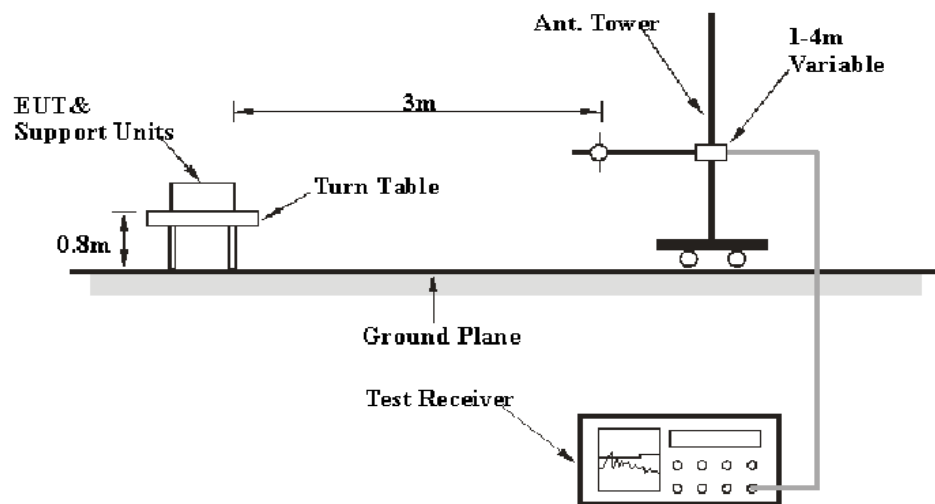 Ant. Tower
1-4m
Variable
EUT&
Support Units
3m
Turn Table
0.8m
Ground Plane
Test Receiver